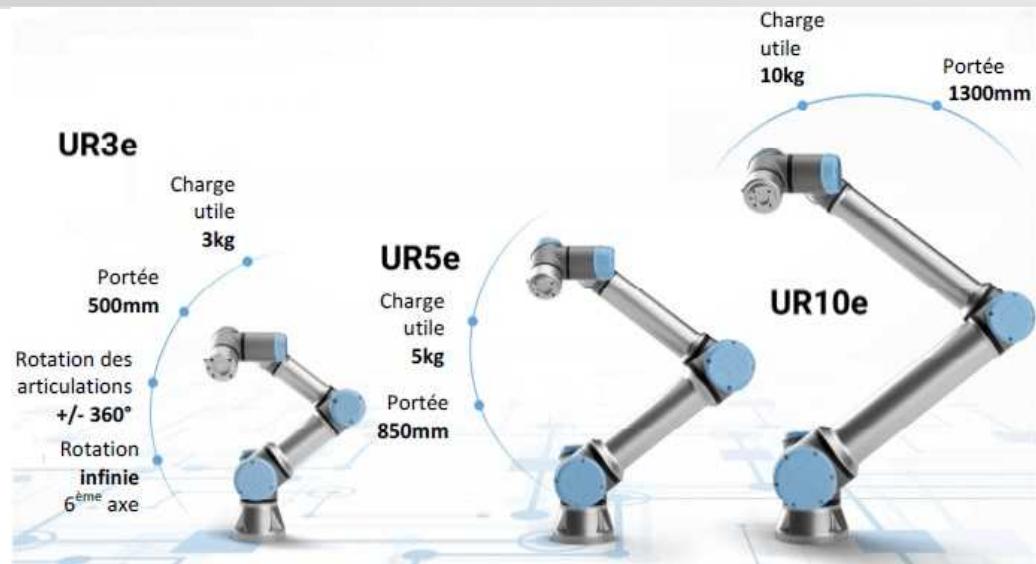 UR3e
Charge
utile
3kg
Portée
500mm
Rotation des
articulations
+/- 360°
Rotation
infinie
6ème axe
UR5e
Charge
utile
5kg
Portée
850mm
UR10e
Charge
utile
10kg
Portée
1300mm